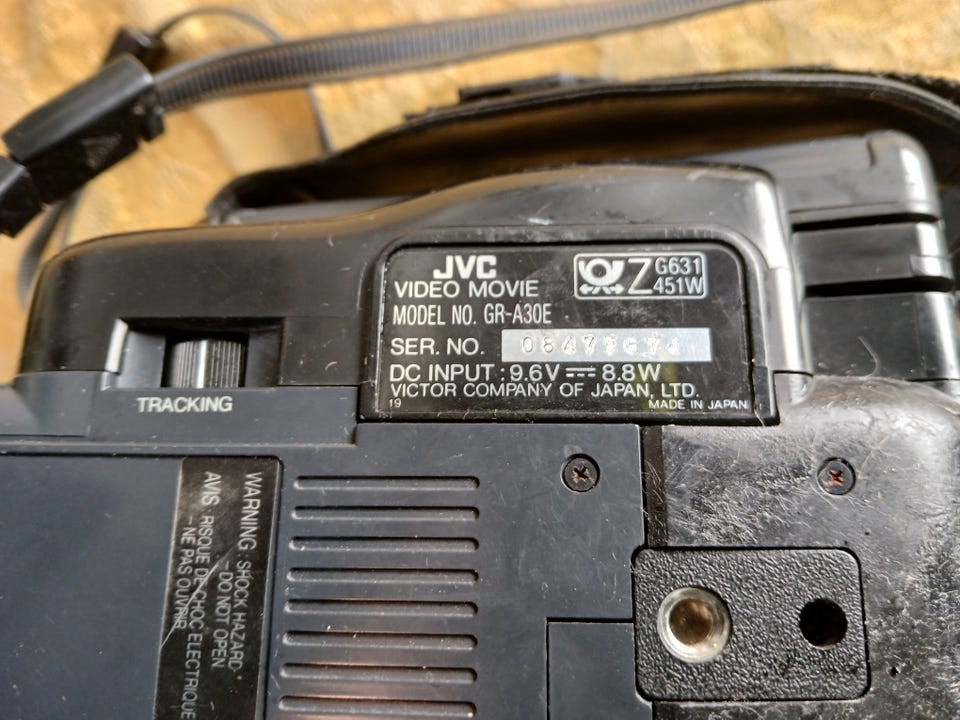 JVC
VIDEO MOVIE
Z G631
451W
MODEL NO. GR-A30E
SER. NO.
DC INPUT : 9.6V ⎓ 8.8W
VICTOR COMPANY OF JAPAN, LTD.
19
MADE IN JAPAN
TRACKING
WARNING : SHOCK HAZARD
- DO NOT OPEN
AVIS : RISQUE DE CHOC ELECTRIQUE
- NE PAS OUVRIR